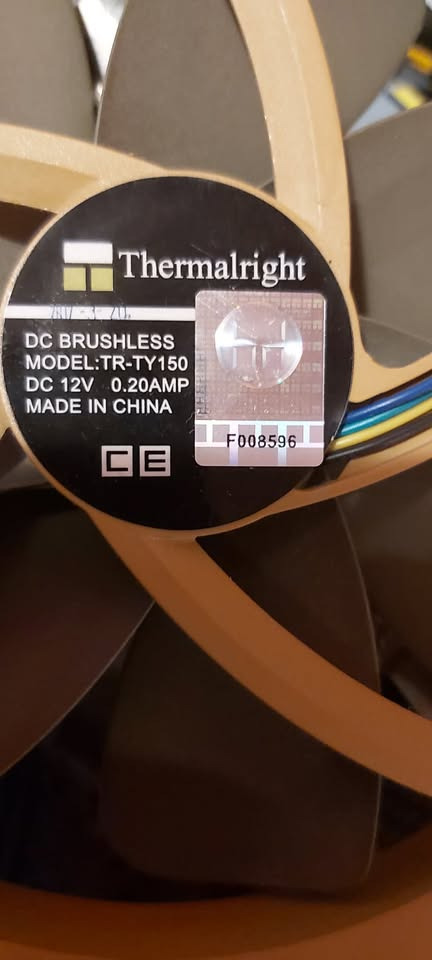 Thermalright
DC BRUSHLESS
MODEL:TR-TY150
DC 12V 0.20AMP
MADE IN CHINA
F008596
CE